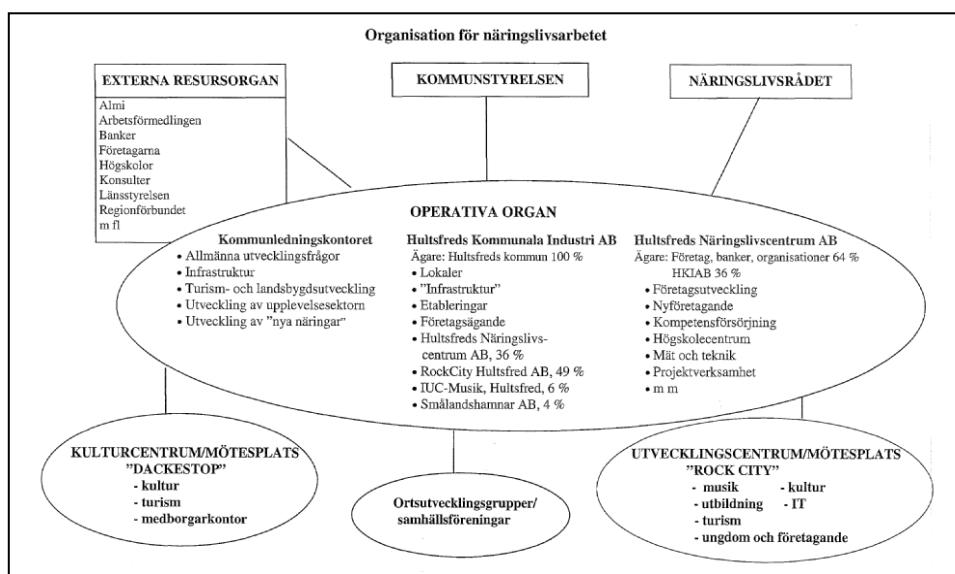 Organisation för näringslivsarbetet
EXTERNA RESURSORGAN
Almi
Arbetsförmedlingen
Banker
Företagarna
Högskolor
Konsulter
Länsstyrelsen
Regionförbundet
m fl
KOMMUNSTYRELSEN
NÄRINGSLIVSRÅDET
OPERATIVA ORGAN
Kommunledningskontoret
• Allmänna utvecklingsfrågor
• Infrastruktur
• Turism- och landsbygdsutveckling
• Utveckling av upplevelsesektorn
• Utveckling av "nya näringar"
Hultsfreds Kommunala Industri AB
Ägare: Hultsfreds kommun 100 %
• Lokaler
• "Infrastruktur"
• Etableringar
• Företagsägande
• Hultsfreds Näringslivs-
centrum AB, 36 %
• RockCity Hultsfred AB, 49 %
• IUC-Musik, Hultsfred, 6 %
• Smålandshamnar AB, 4 %
Hultsfreds Näringslivscentrum AB
Ägare: Företag, banker, organisationer 64 %
HKIAB 36 %
• Företagsutveckling
• Nyföretagande
• Kompetensförsörjning
• Högskolecentrum
• Mät och teknik
• Projektverksamhet
• m m
KULTURCENTRUM/MÖTESPLATS
"DACKESTOP"
- kultur
- turism
- medborgarkontor
Ortsutvecklingsgrupper/
samhällsföreningar
UTVECKLINGSCENTRUM/MÖTESPLATS
"ROCK CITY"
- musik - kultur
- utbildning - IT
- turism
- ungdom och företagande